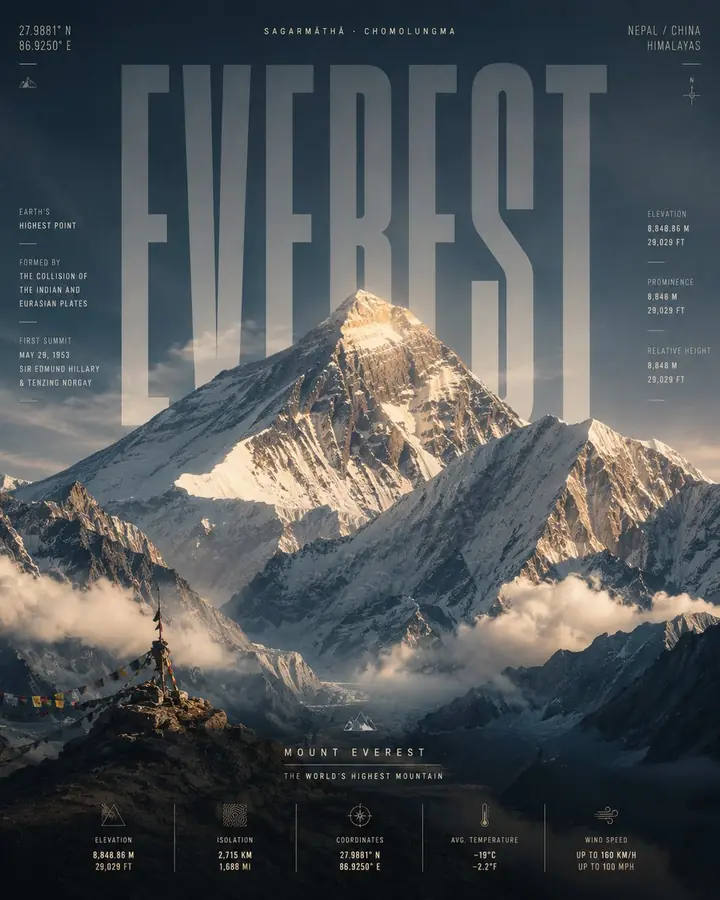 27.9881° N
86.9250° E
SAGARMĀTHĀ · CHOMOLUNGMA
NEPAL / CHINA
HIMALAYAS
N
EVEREST
EARTH'S
HIGHEST POINT
FORMED BY
THE COLLISION OF
THE INDIAN AND
EURASIAN PLATES
FIRST SUMMIT
MAY 29, 1953
SIR EDMUND HILLARY
& TENZING NORGAY
ELEVATION
8,848.86 M
29,029 FT
PROMINENCE
8,848 M
29,029 FT
RELATIVE HEIGHT
8,848 M
29,029 FT
MOUNT EVEREST
THE WORLD'S HIGHEST MOUNTAIN
ELEVATION
8,848.86 M
29,029 FT
ISOLATION
2,715 KM
1,688 MI
COORDINATES
27.9881° N
86.9250° E
AVG. TEMPERATURE
–19°C
–2.2°F
WIND SPEED
UP TO 160 KM/H
UP TO 100 MPH